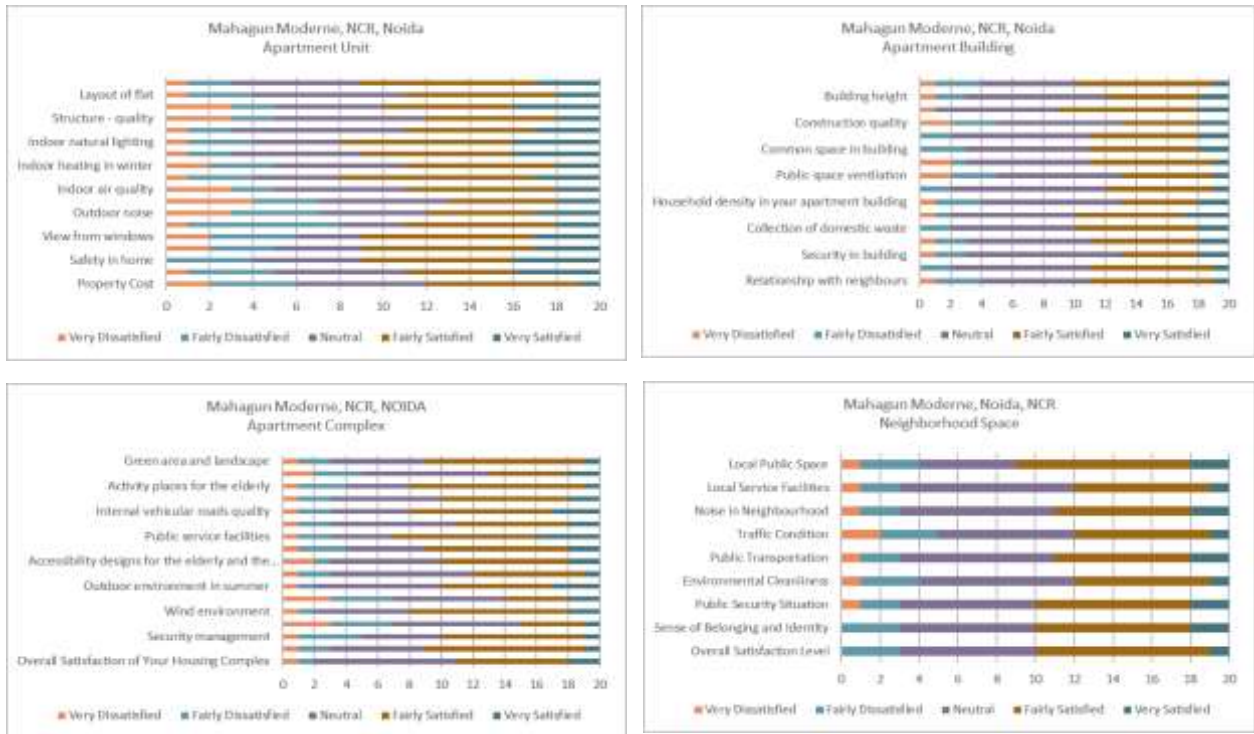 Mahagun Moderne, NCR, Noida
Apartment Unit
Layout of flat
Structure - quality
Indoor natural lighting
Indoor heating in winter
Indoor air quality
Outdoor noise
View from windows
Safety in home
Property Cost
0 2 4 6 8 10 12 14 16 18 20
Very Dissatisfied Fairly Dissatisfied Neutral Fairly Satisfied Very Satisfied
Mahagun Moderne, NCR, Noida
Apartment Building
Building height
Construction quality
Common space in building
Public space ventilation
Household density in your apartment building
Collection of domestic waste
Security in building
Relationship with neighbours
0 2 4 6 8 10 12 14 16 18 20
Very Dissatisfied Fairly Dissatisfied Neutral Fairly Satisfied Very Satisfied
Mahagun Moderne, NCR, NOIDA
Apartment Complex
Green area and landscape
Activity places for the elderly
Internal vehicular roads quality
Public service facilities
Accessibility designs for the elderly and the...
Outdoor environment in summer
Wind environment
Security management
Overall Satisfaction of Your Housing Complex
0 2 4 6 8 10 12 14 16 18 20
Very Dissatisfied Fairly Dissatisfied Neutral Fairly Satisfied Very Satisfied
Mahagun Moderne, Noida, NCR
Neighborhood Space
Local Public Space
Local Service Facilities
Noise in Neighbourhood
Traffic Condition
Public Transportation
Environmental Cleanliness
Public Security Situation
Sense of Belonging and Identity
Overall Satisfaction Level
0 2 4 6 8 10 12 14 16 18 20
Very Dissatisfied Fairly Dissatisfied Neutral Fairly Satisfied Very Satisfied